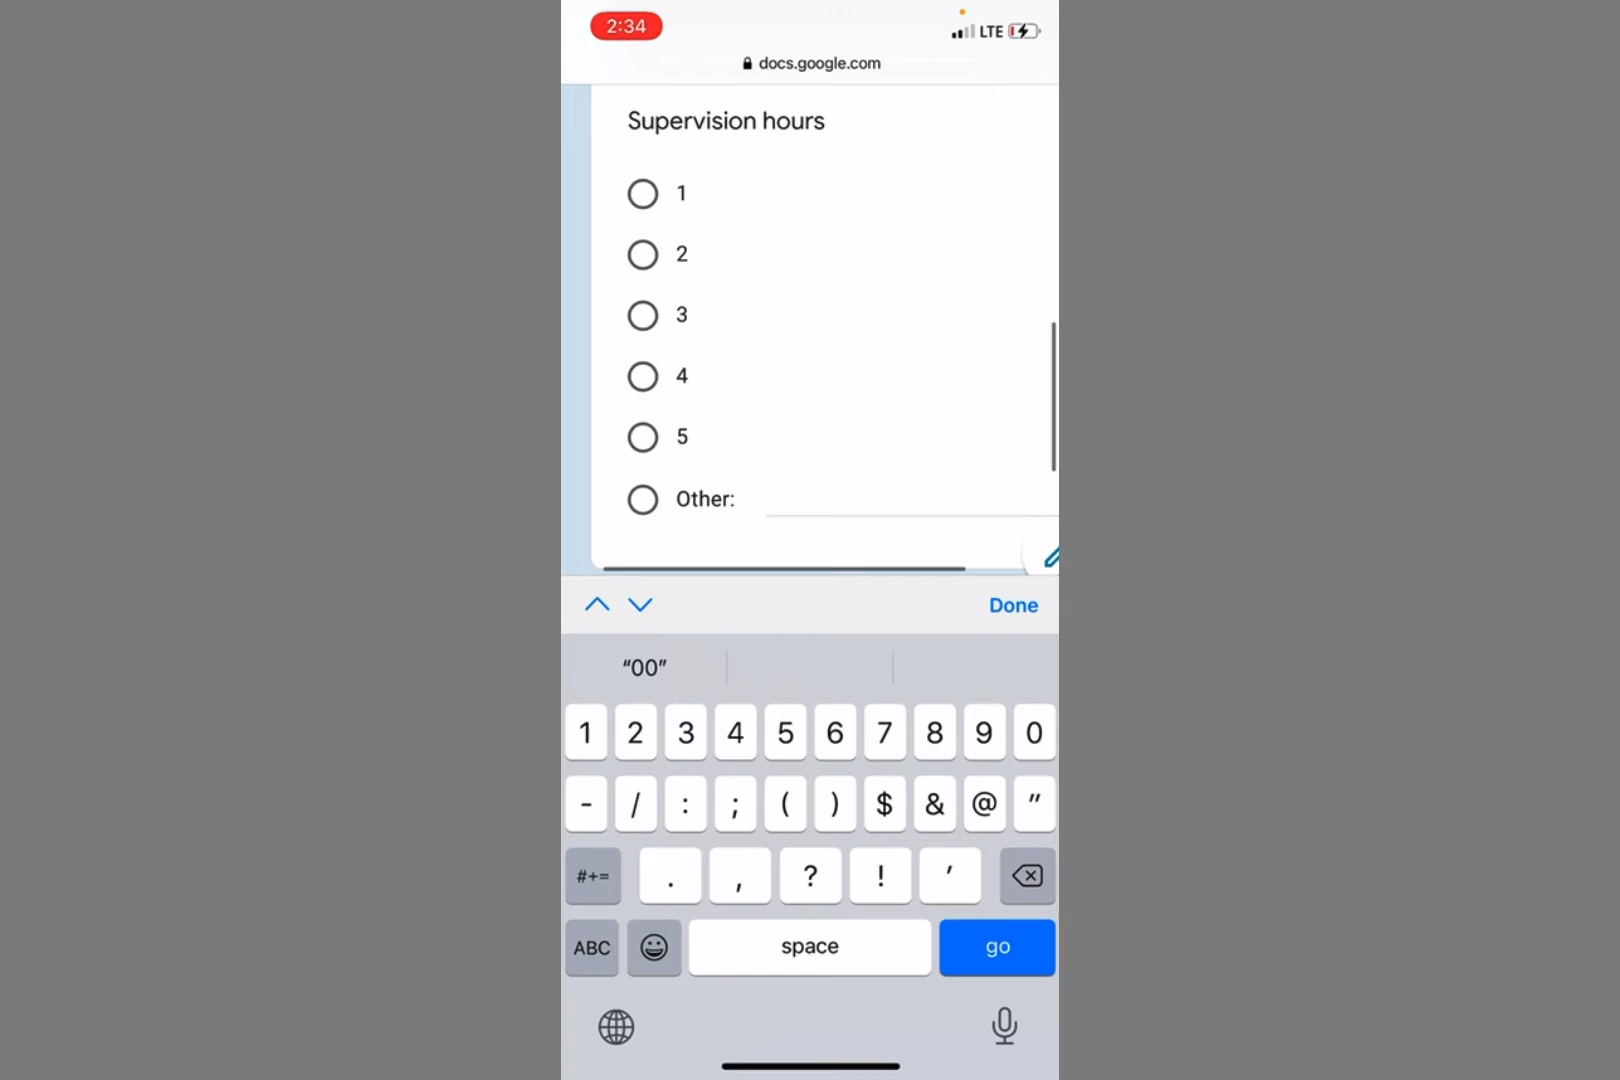 2:34
LTE
docs.google.com
Supervision hours
1
2
3
4
5
Other:
Done
“00”
1 2 3 4 5 6 7 8 9 0
- / : ; ( ) $ & @ "
#+= . , ? ! ’
ABC space go